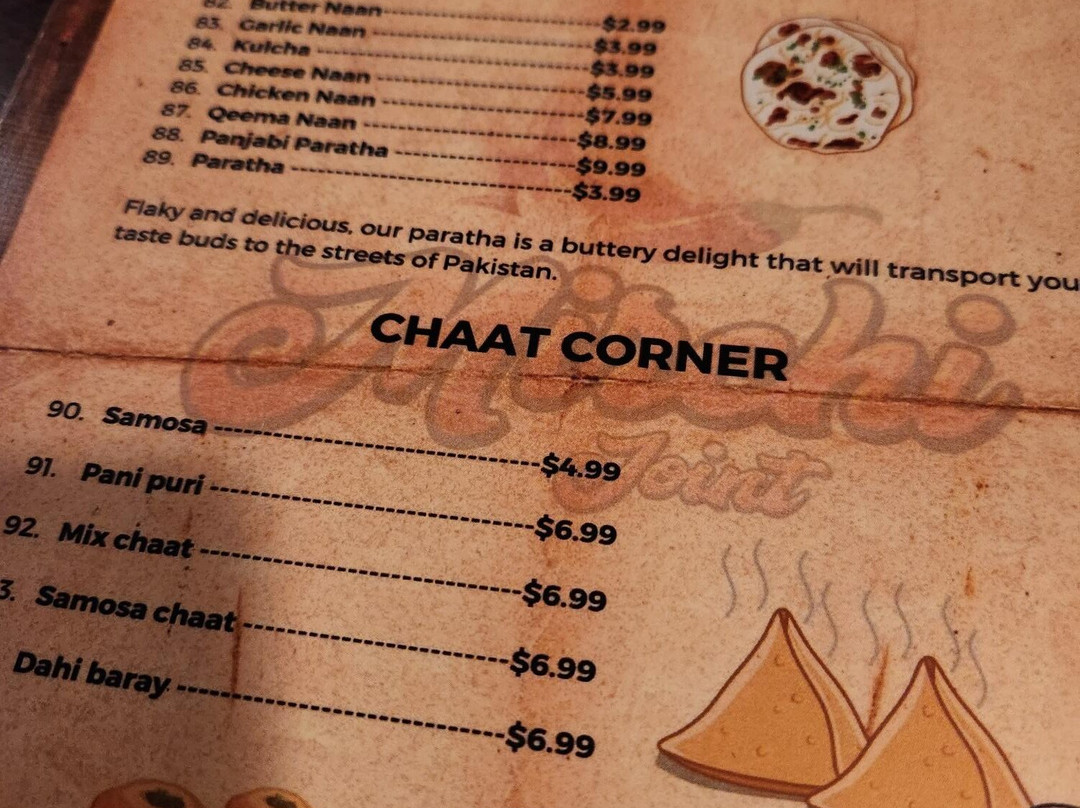 82. Butter Naan $2.99
83. Garlic Naan $3.99
84. Kulcha $3.99
85. Cheese Naan $5.99
86. Chicken Naan $7.99
87. Qeema Naan $8.99
88. Panjabi Paratha $9.99
89. Paratha $3.99
Flaky and delicious, our paratha is a buttery delight that will transport you
taste buds to the streets of Pakistan.
Mirchi
Joint
CHAAT CORNER
90. Samosa $4.99
91. Pani puri $6.99
92. Mix chaat $6.99
3. Samosa chaat $6.99
Dahi baray $6.99